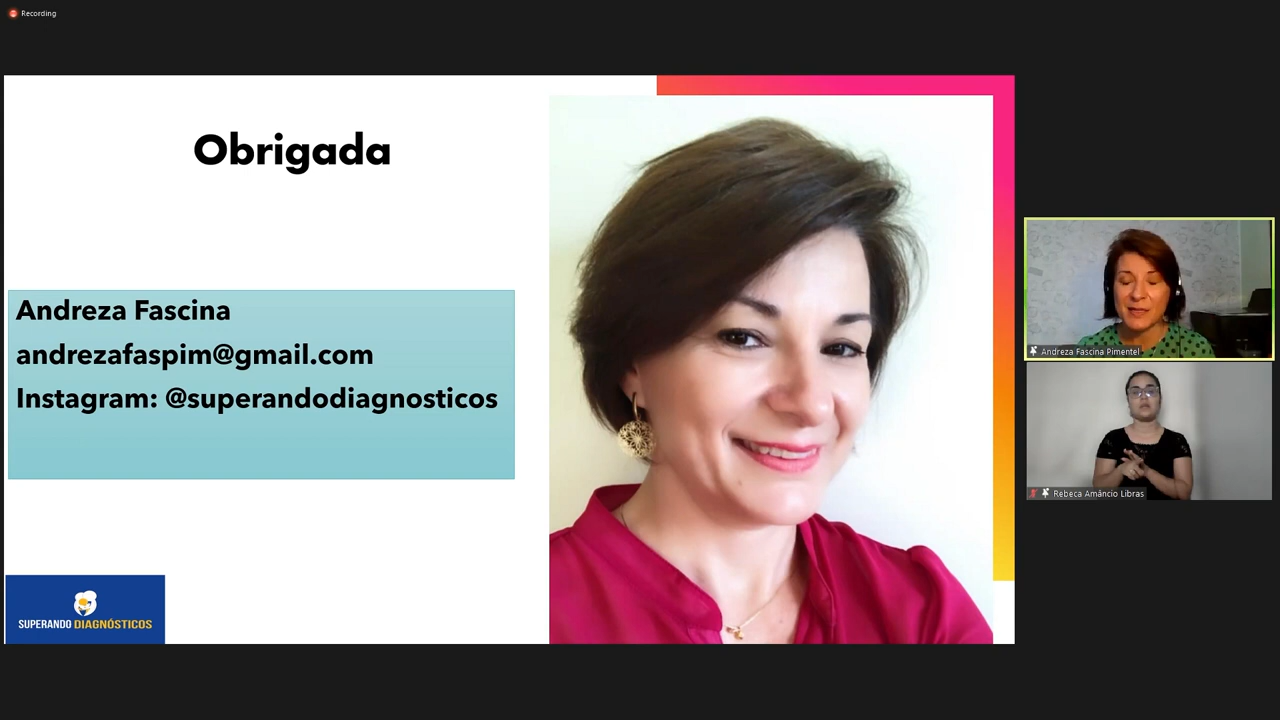 Recording
Obrigada
Andreza Fascina
andrezafaspim@gmail.com
Instagram: @superandodiagnosticos
SUPERANDO DIAGNÓSTICOS
Andreza Fascina Pimentel
Rebeca Amâncio Libras